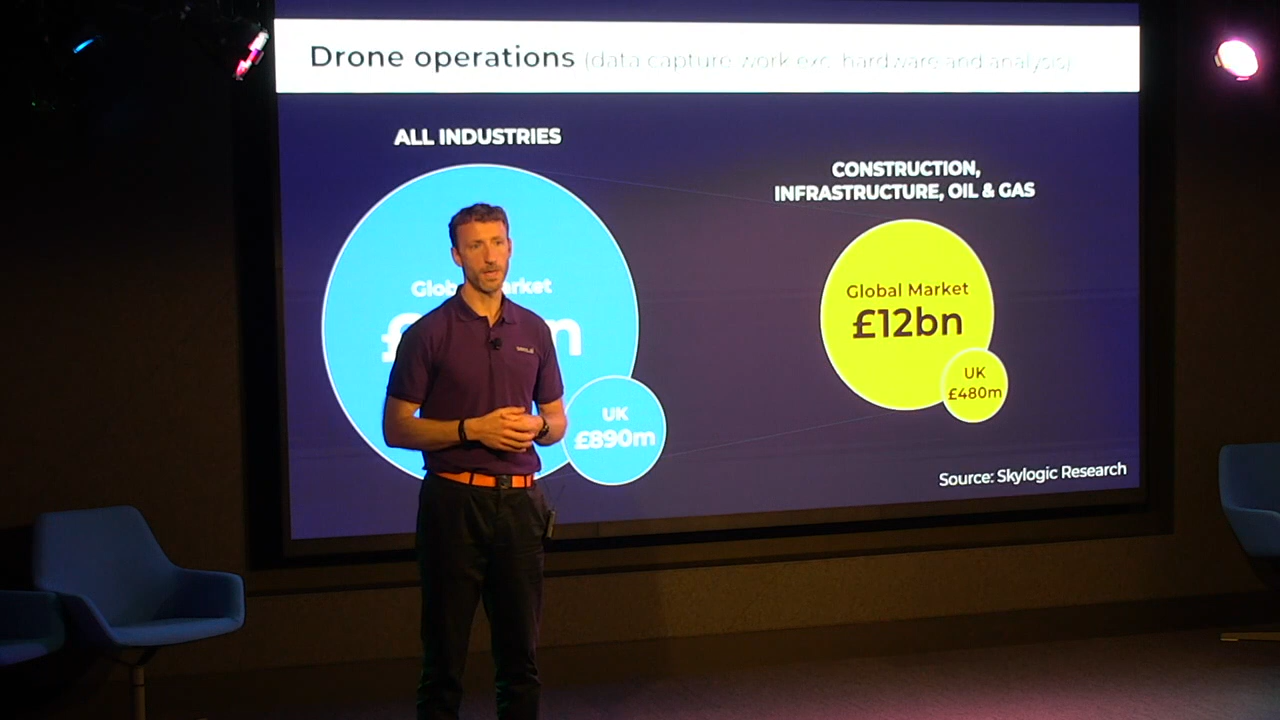 Drone operations (data capture work exc. hardware and analysis)
ALL INDUSTRIES
UK
£890m
CONSTRUCTION,
INFRASTRUCTURE, OIL & GAS
Global Market
£12bn
UK
£480m
Source: Skylogic Research